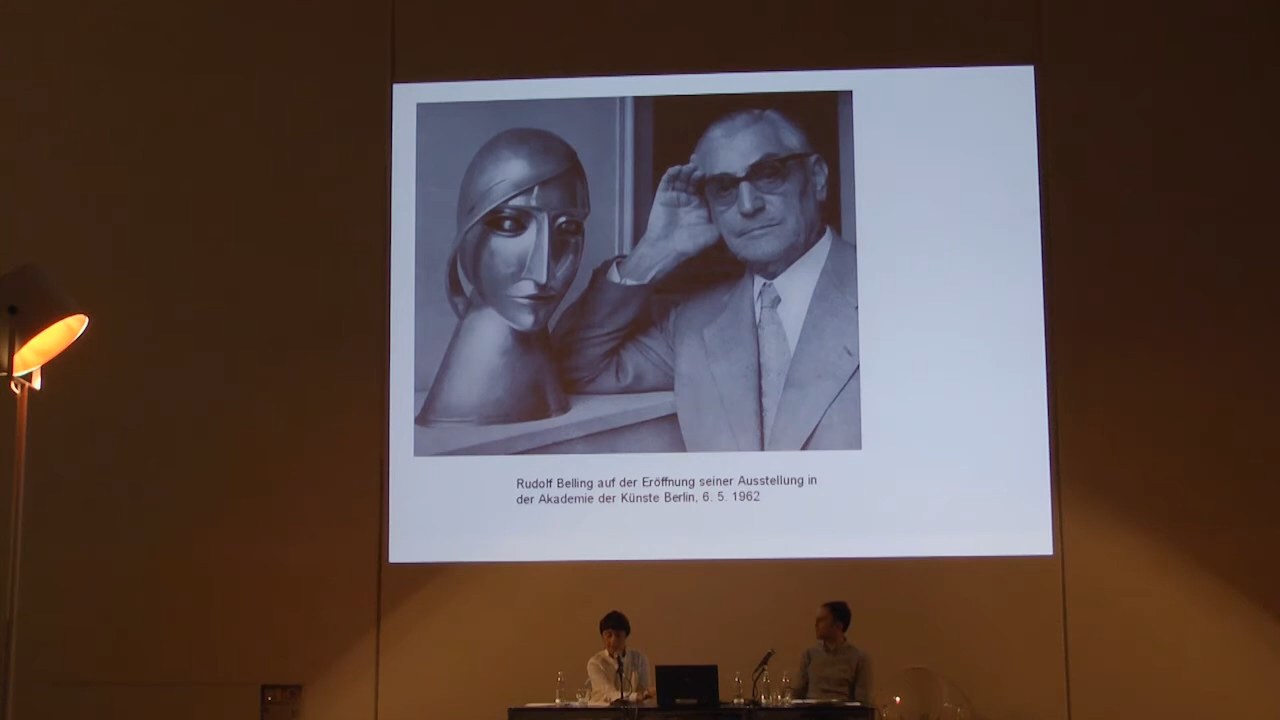 Rudolf Belling auf der Eröffnung seiner Ausstellung in
der Akademie der Künste Berlin, 6. 5. 1962